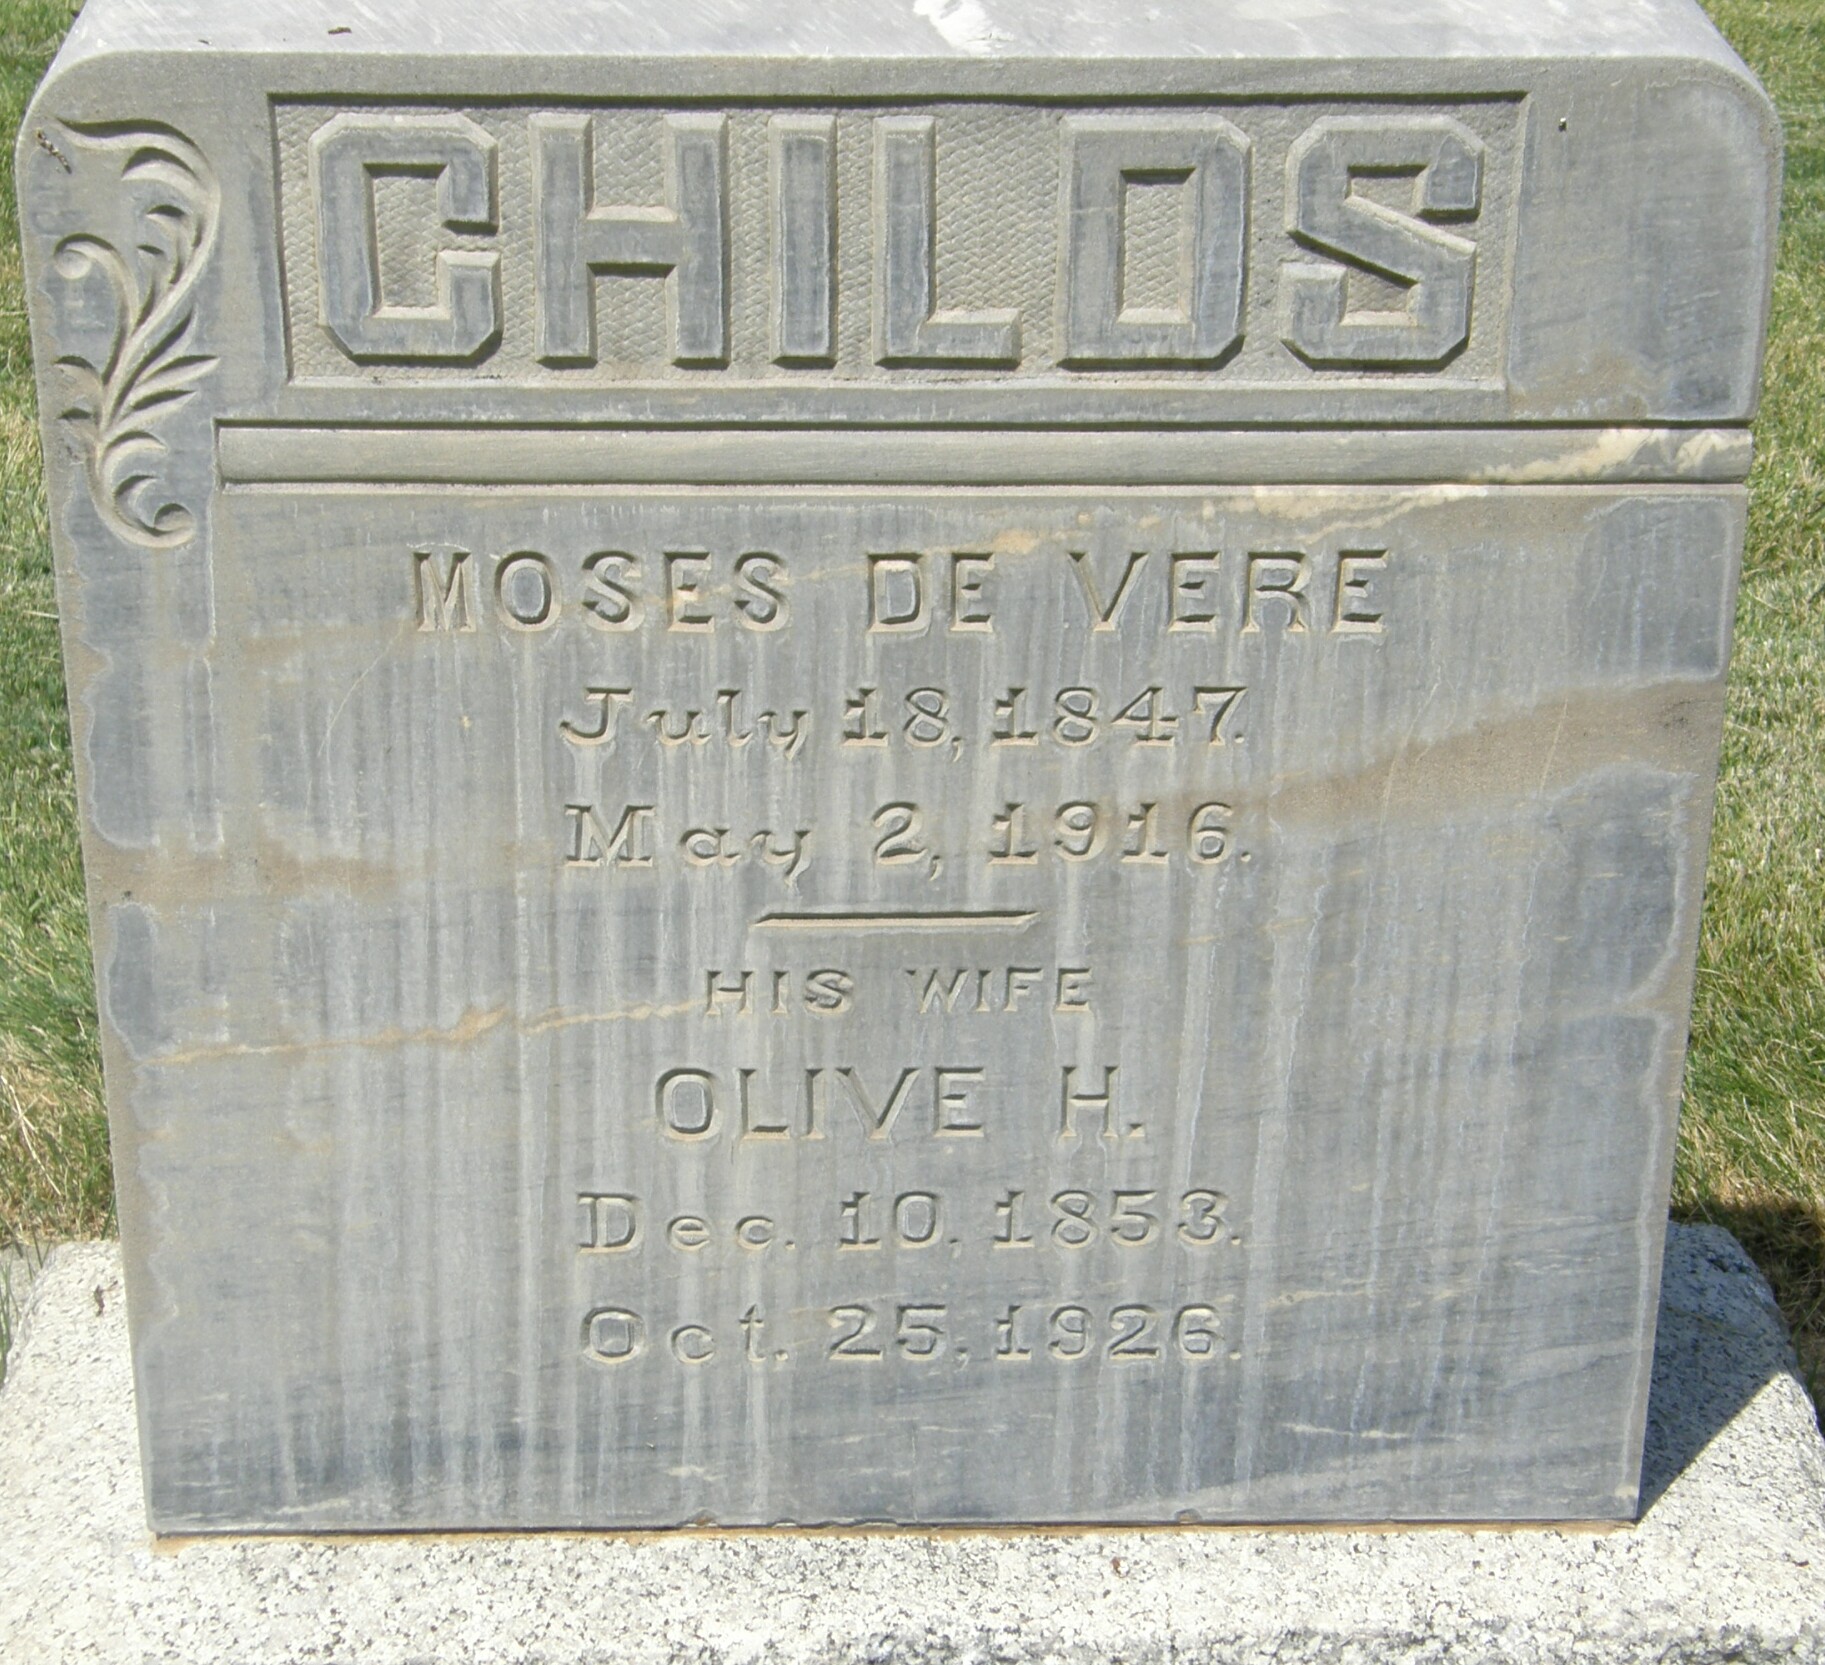 CHILDS
MOSES DE VERE
July 18, 1847.
May 2, 1916.
HIS WIFE
OLIVE H.
Dec. 10, 1853.
Oct. 25, 1926.